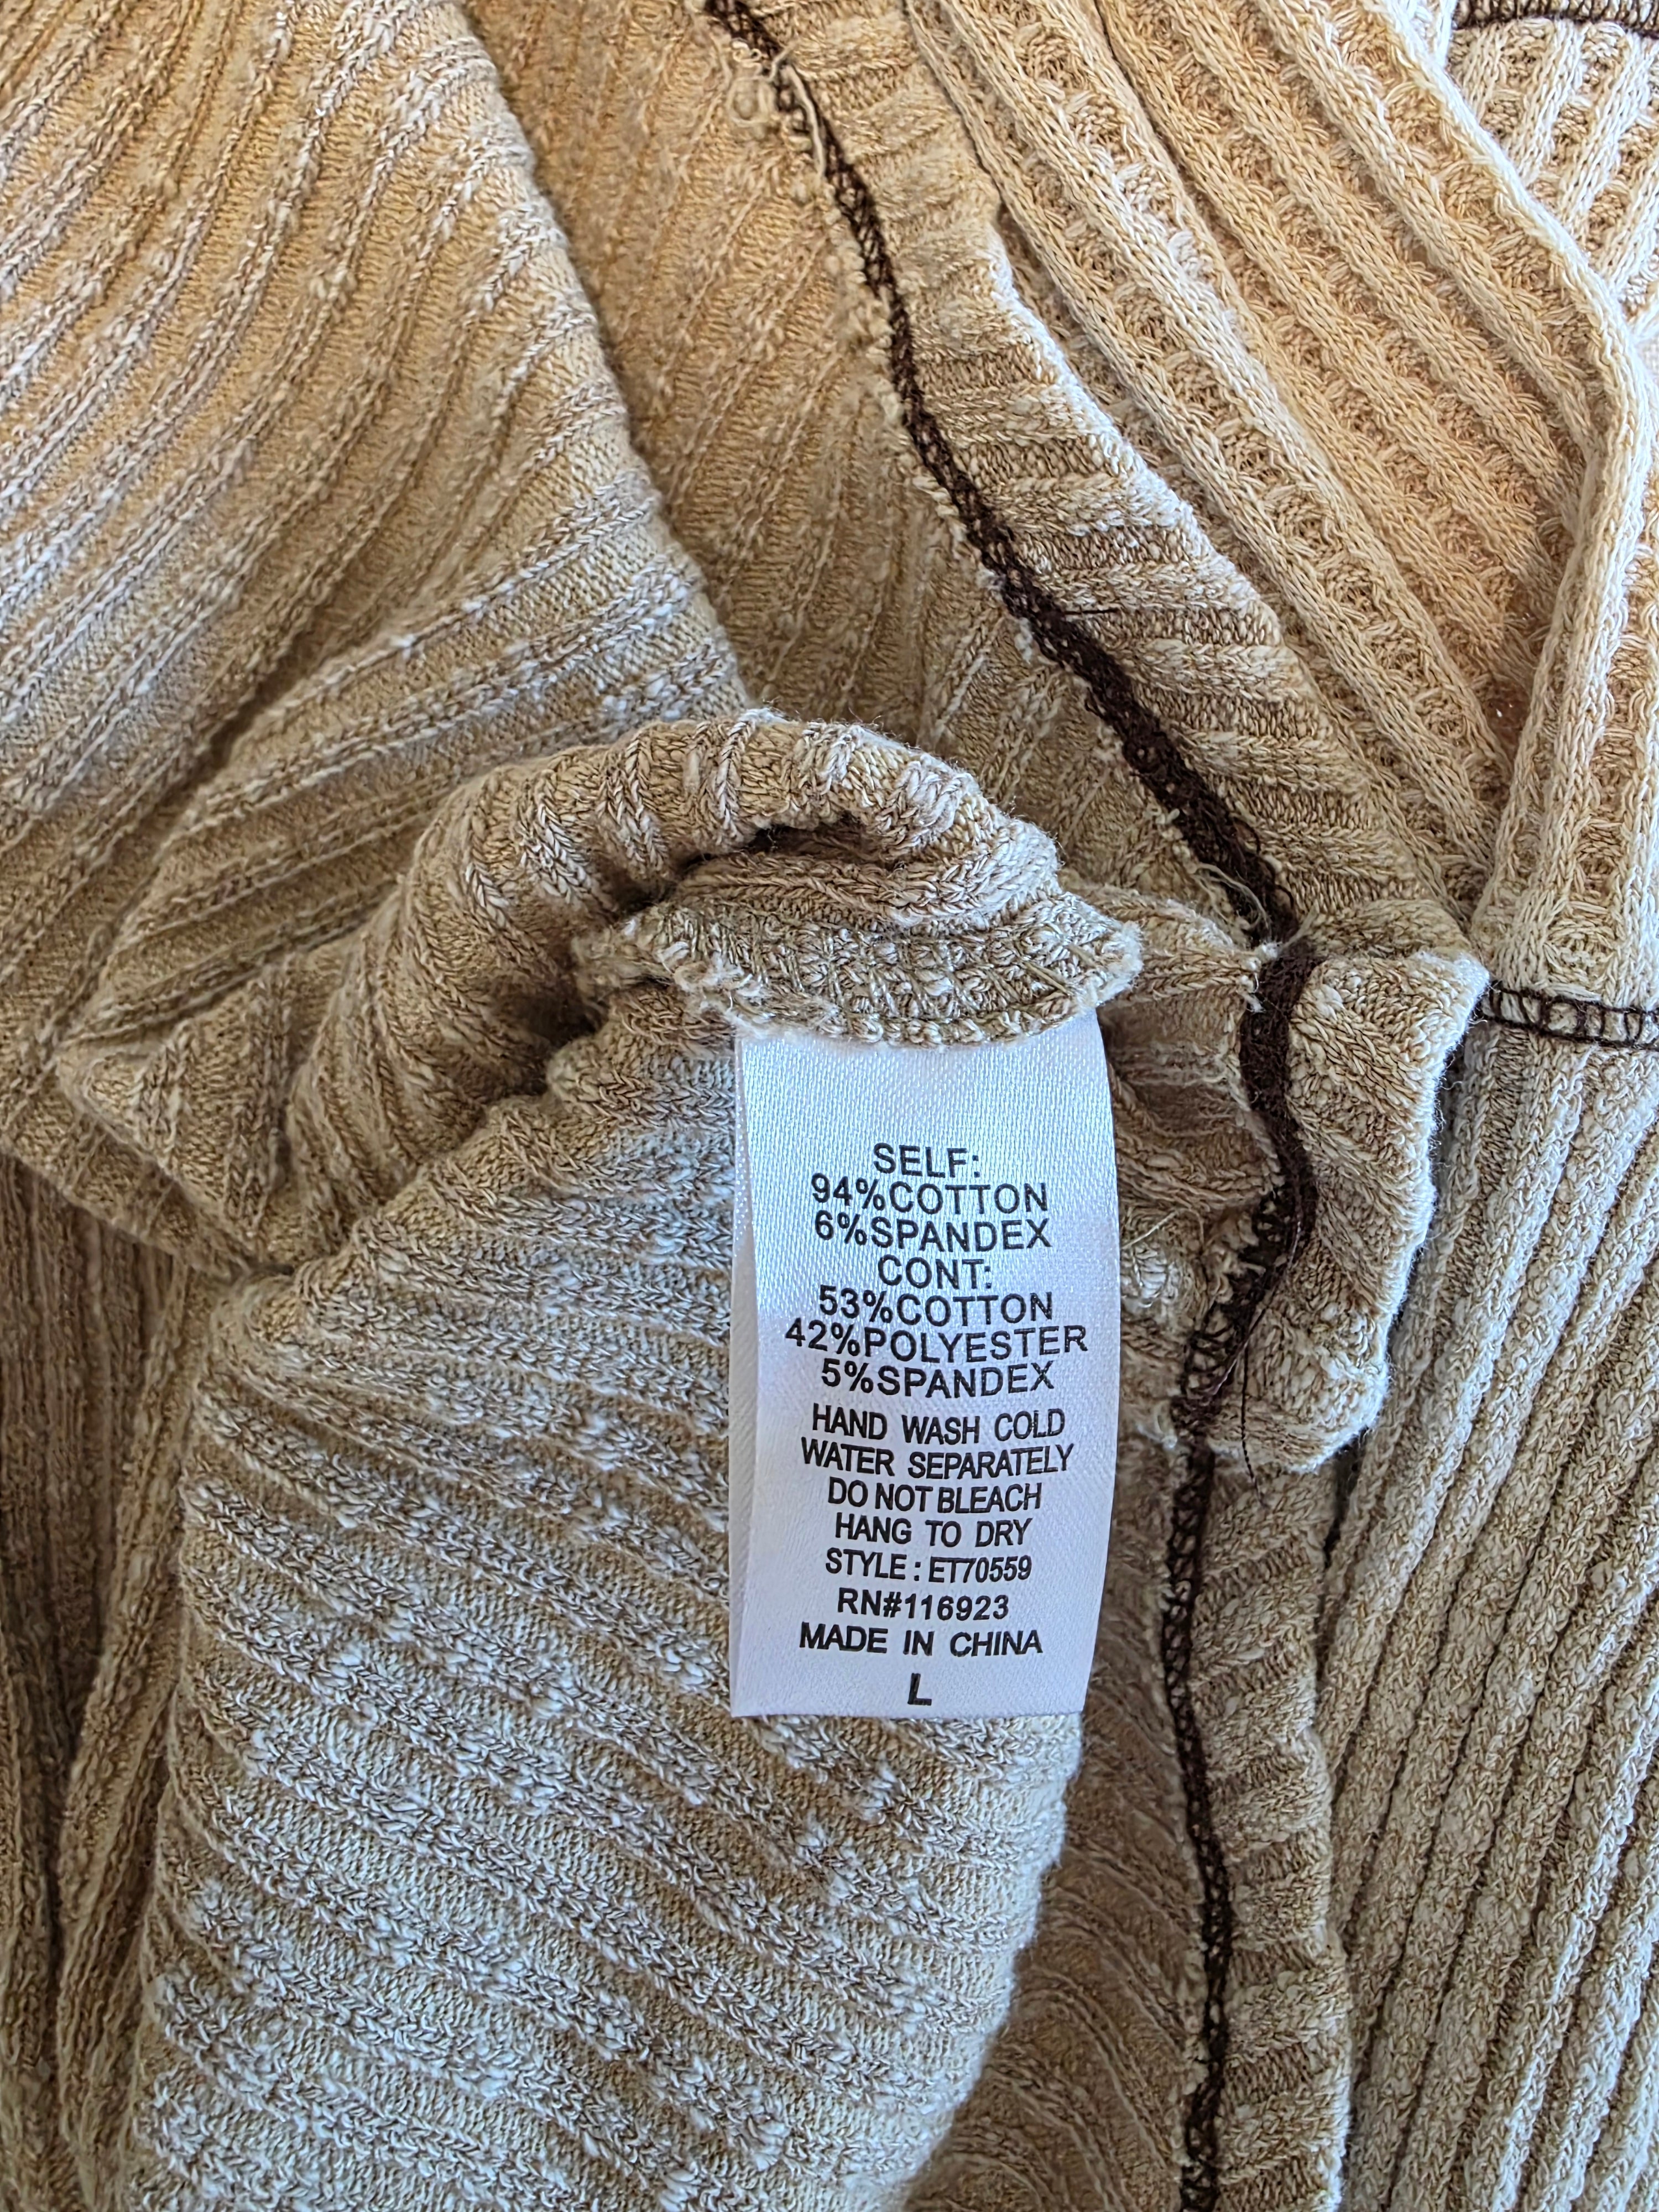 SELF:
94%COTTON
6%SPANDEX
CONT:
53%COTTON
42%POLYESTER
5%SPANDEX
HAND WASH COLD
WATER SEPARATELY
DO NOT BLEACH
HANG TO DRY
STYLE : ET70559
RN#116923
MADE IN CHINA
L